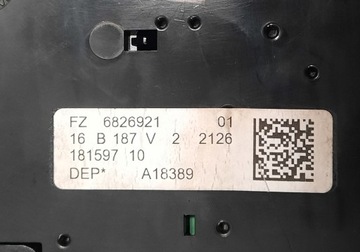 FZ 6826921 01
16 B 187 V 2 2126
181597 10
DEP* A18389